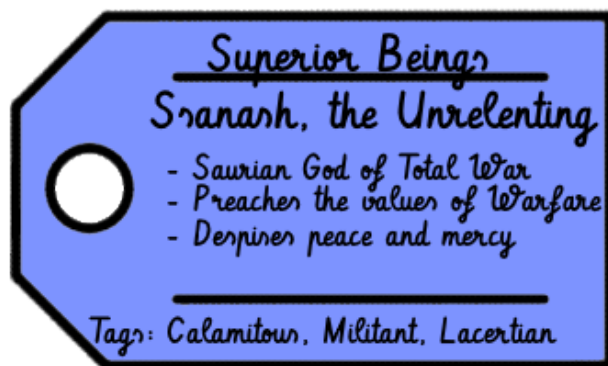 Superior Beings
Ssanash, the Unrelenting
- Saurian God of Total War
- Preaches the values of Warfare
- Despises peace and mercy
Tags: Calamitous, Militant, Lacertian